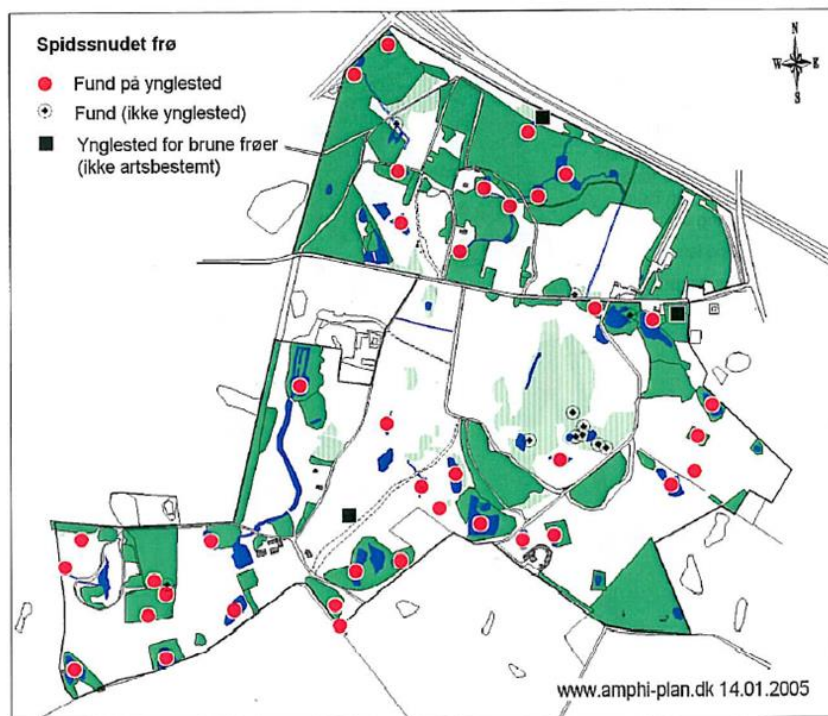 Spidssnudet frø
Fund på ynglested
Fund (ikke ynglested)
Ynglested for brune frøer
(ikke artsbestemt)
N
W E
S
www.amphi-plan.dk 14.01.2005